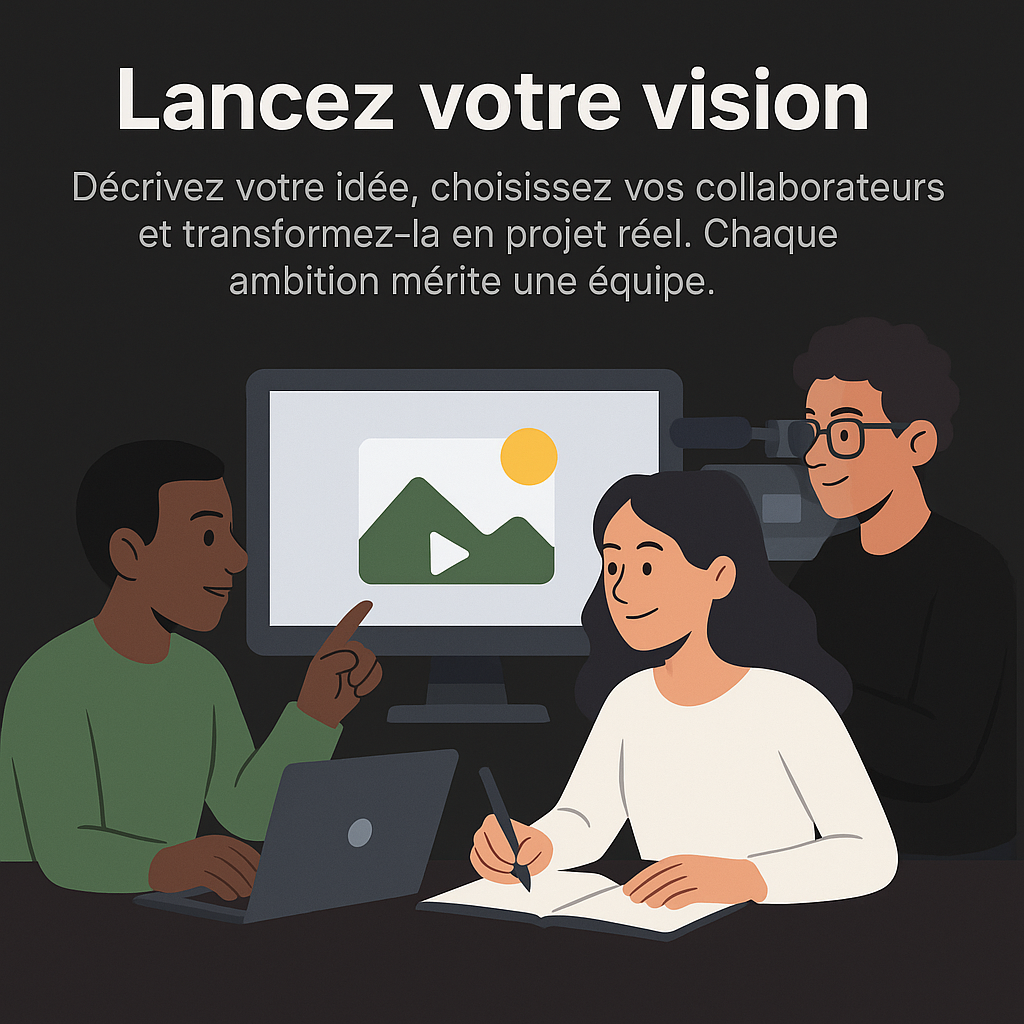 Lancez votre vision
Décrivez votre idée, choisissez vos collaborateurs
et transformez-la en projet réel. Chaque
ambition mérite une équipe.